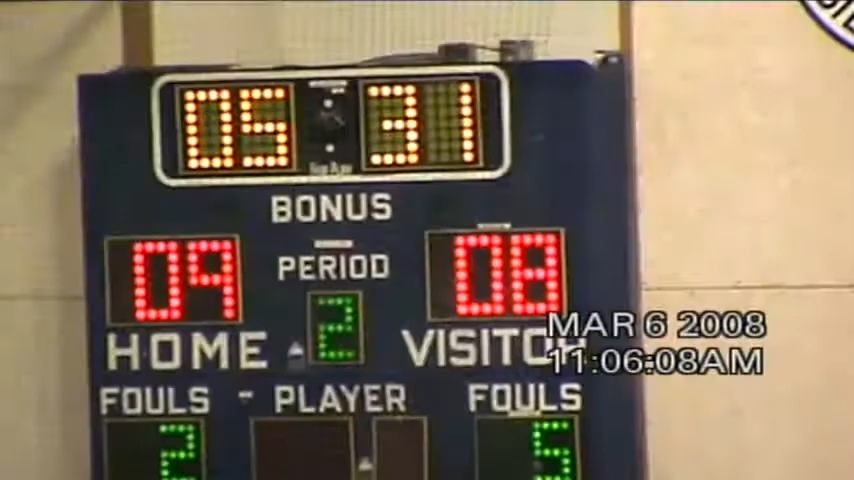 05:31
BONUS
09 PERIOD 08
2
HOME VISITOR
MAR 6 2008
11:06:08AM
FOULS PLAYER FOULS
2 5